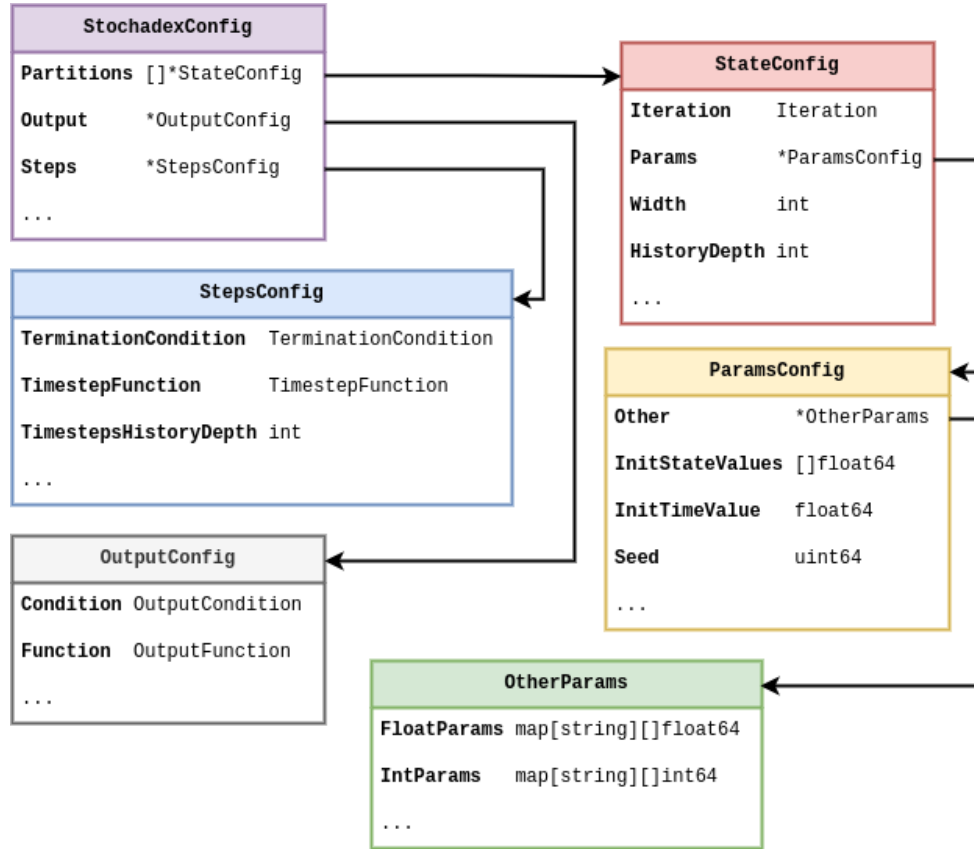 StochadexConfig
Partitions []*StateConfig
Output *OutputConfig
Steps *StepsConfig
...
StateConfig
Iteration Iteration
Params *ParamsConfig
Width int
HistoryDepth int
...
StepsConfig
TerminationCondition TerminationCondition
TimestepFunction TimestepFunction
TimestepsHistoryDepth int
...
ParamsConfig
Other *OtherParams
InitStateValues []float64
InitTimeValue float64
Seed uint64
...
OutputConfig
Condition OutputCondition
Function OutputFunction
...
OtherParams
FloatParams map[string][]float64
IntParams map[string][]int64
...